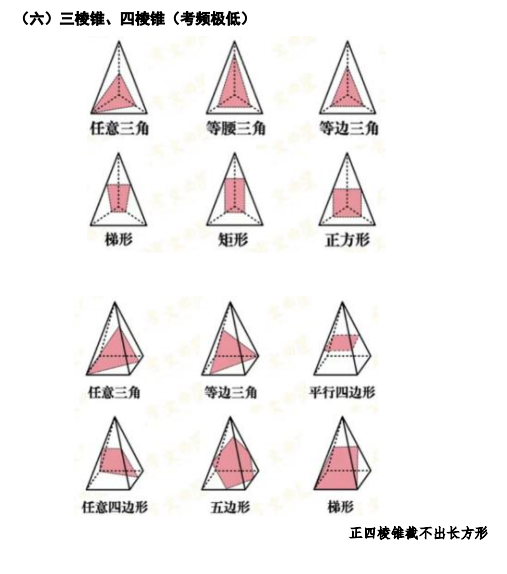 （六）三棱锥、四棱锥（考频极低）
任意三角 等腰三角 等边三角
梯形 矩形 正方形
任意三角 等边三角 平行四边形
任意四边形 五边形 梯形
正四棱锥截不出长方形